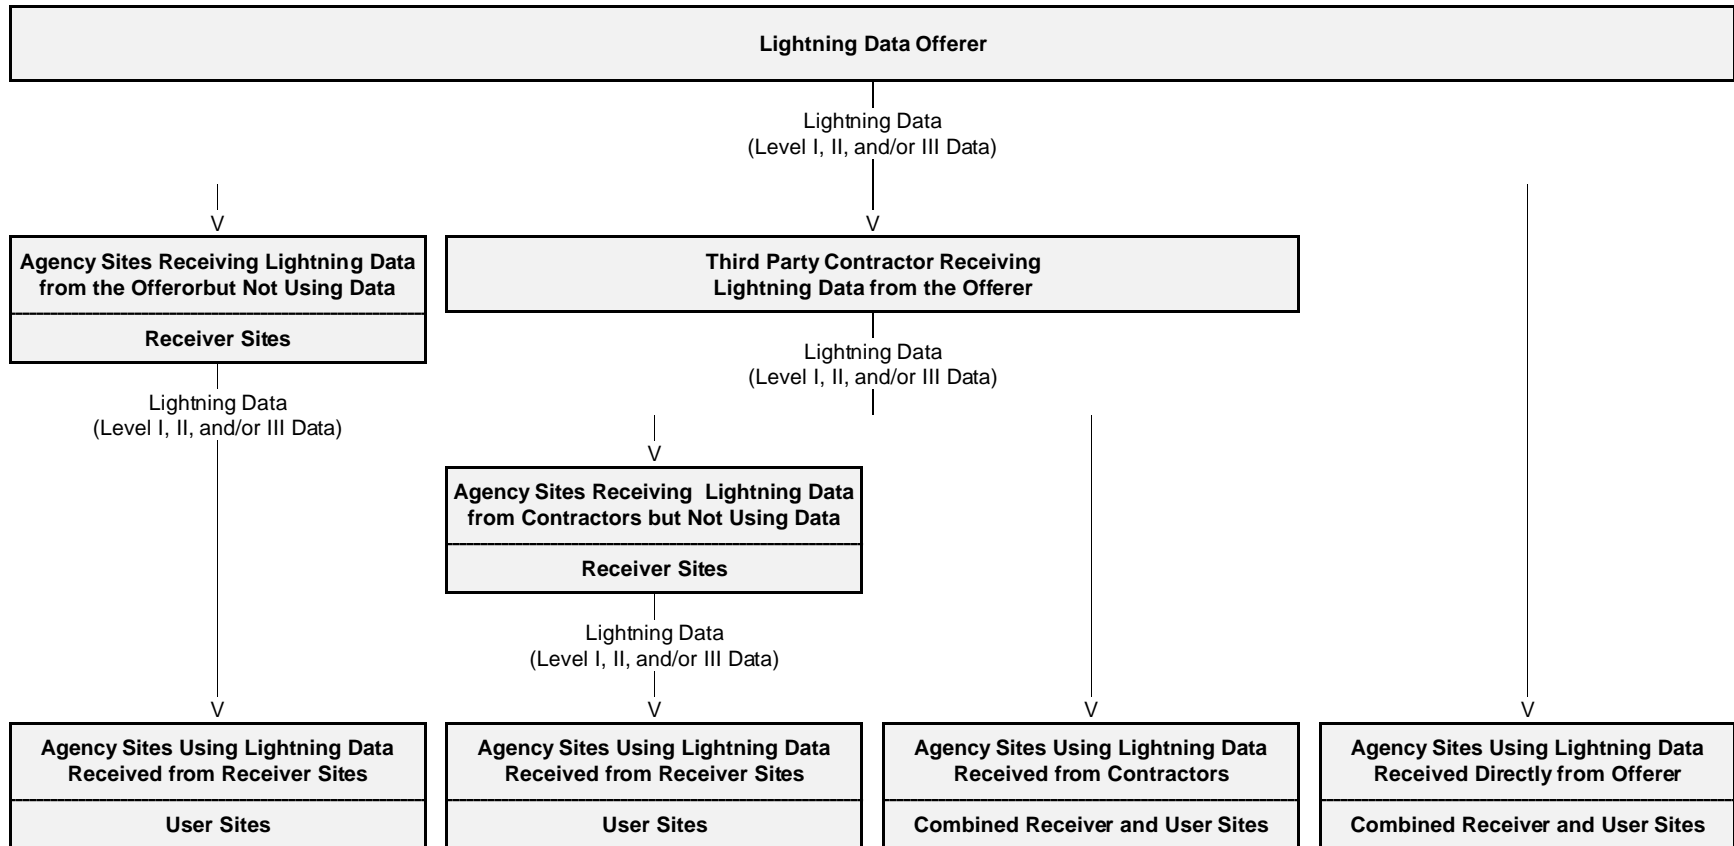 Lightning Data Offerer
Lightning Data
(Level I, II, and/or III Data)
V
V
V
Agency Sites Receiving Lightning Data
from the Offerorbut Not Using Data
Receiver Sites
Third Party Contractor Receiving
Lightning Data from the Offerer
Lightning Data
(Level I, II, and/or III Data)
Lightning Data
(Level I, II, and/or III Data)
V
Agency Sites Receiving Lightning Data
from Contractors but Not Using Data
Receiver Sites
Lightning Data
(Level I, II, and/or III Data)
V
V
V
Agency Sites Using Lightning Data
Received from Receiver Sites
User Sites
Agency Sites Using Lightning Data
Received from Receiver Sites
User Sites
Agency Sites Using Lightning Data
Received from Contractors
Combined Receiver and User Sites
Agency Sites Using Lightning Data
Received Directly from Offerer
Combined Receiver and User Sites